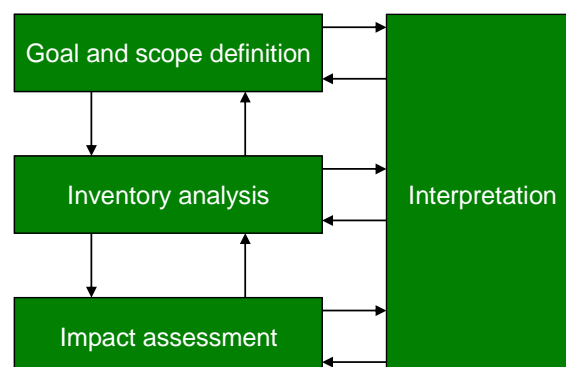 Goal and scope definition
Inventory analysis
Interpretation
Impact assessment